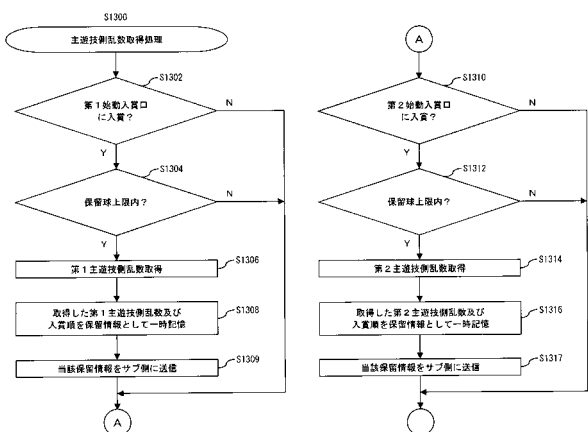 S1300
主遊技側乱数取得処理
S1302
第1始動入賞口
に入賞?
N
Y
S1304
保留球上限内?
N
Y
S1306
第1主遊技側乱数取得
S1308
取得した第1主遊技側乱数及び
入賞順を保留情報として一時記憶
S1309
当該保留情報をサブ側に送信
A
A
S1310
第2始動入賞口
に入賞?
N
Y
S1312
保留球上限内?
N
Y
S1314
第2主遊技側乱数取得
S1316
取得した第2主遊技側乱数及び
入賞順を保留情報として一時記憶
S1317
当該保留情報をサブ側に送信